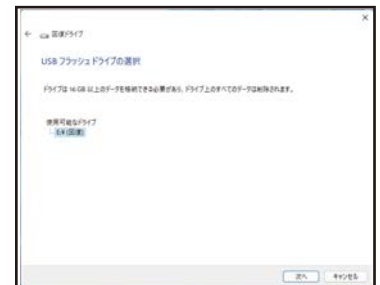 回復ドライブ
USB フラッシュ ドライブの選択
ドライブは 16 GB 以上のデータを格納できる必要があり、ドライブ上のすべてのデータは削除されます。
使用可能なドライブ
E:¥ (回復)
次へ
キャンセル